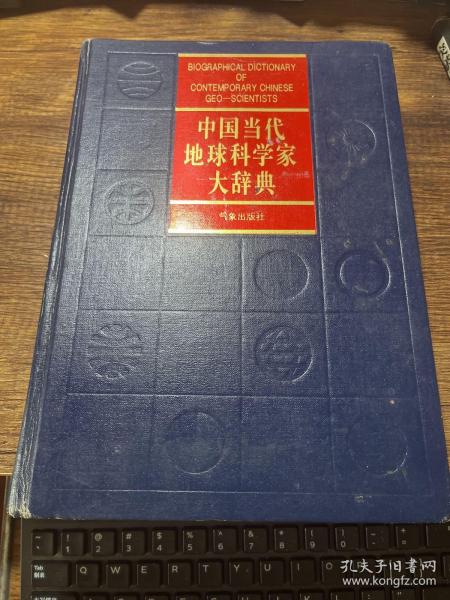 BIOGRAPHICAL DICTIONARY
OF
CONTEMPORARY CHINESE
GEO-SCIENTISTS
中国当代
地球科学家
大辞典
气象出版社
Tab
Q W E R T Y U I O P
孔夫子旧书网
www.kongfz.com